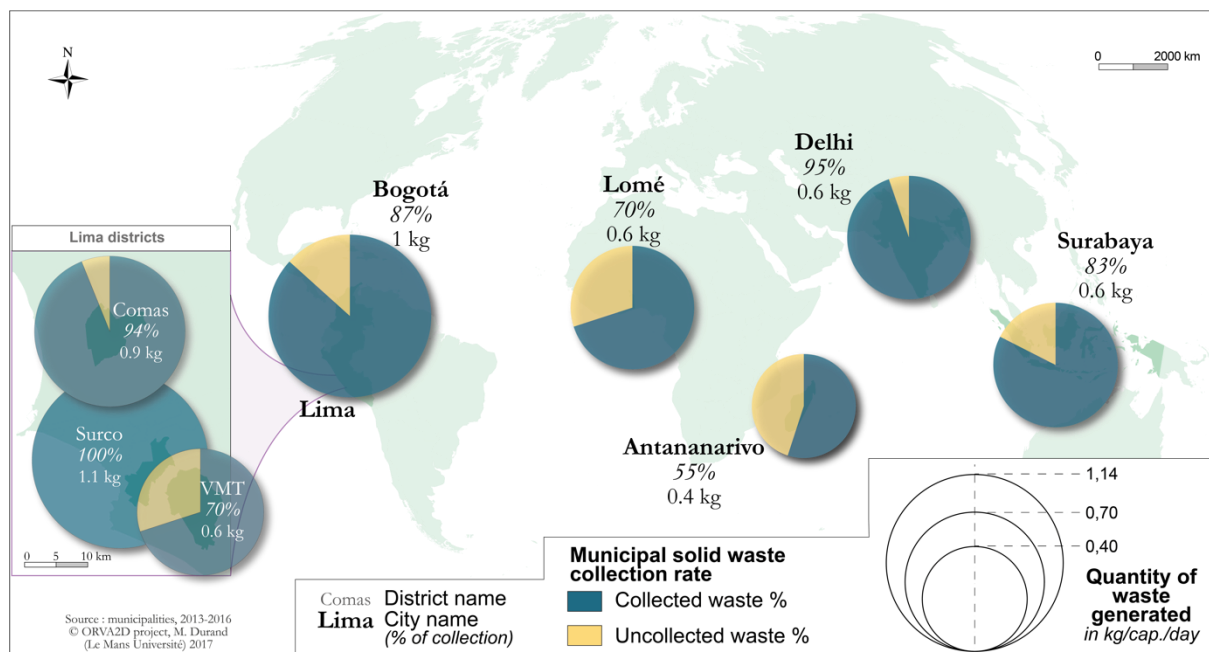 N
0 2000 km
Delhi
95%
0.6 kg
Bogotá
87%
1 kg
Lomé
70%
0.6 kg
Surabaya
83%
0.6 kg
Lima districts
Comas
94%
0.9 kg
Lima
Surco
100%
1.1 kg
VMT
70%
0.6 kg
0 5 10 km
Antananarivo
55%
0.4 kg
1,14
0,70
0,40
Quantity of
waste
generated
in kg/cap./day
Municipal solid waste
collection rate
Collected waste %
Uncollected waste %
Comas District name
Lima City name
(% of collection)
Source : municipalities, 2013-2016
© ORVA2D project, M. Durand
(Le Mans Université) 2017